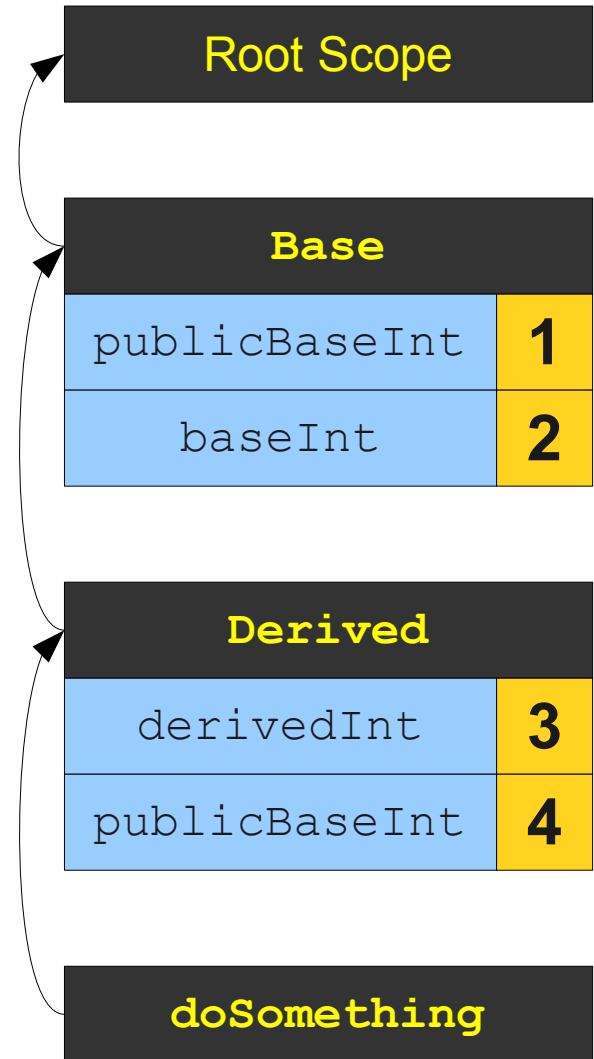 Root Scope
Base
publicBaseInt 1
baseInt 2
Derived
derivedInt 3
publicBaseInt 4
doSomething